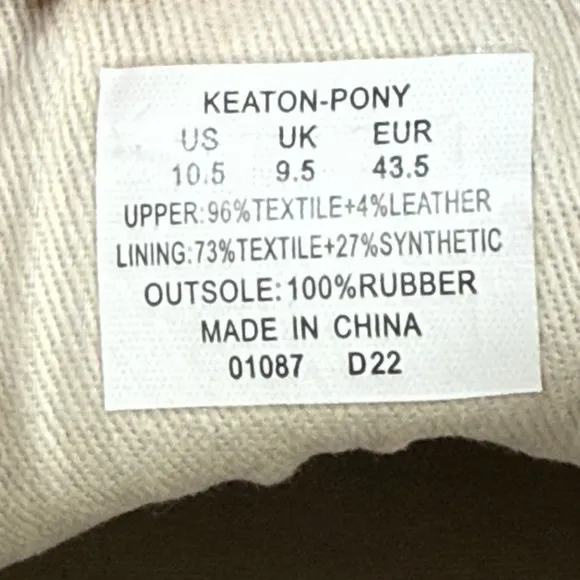 KEATON-PONY
US UK EUR
10.5 9.5 43.5
UPPER:96%TEXTILE+4%LEATHER
LINING:73%TEXTILE+27%SYNTHETIC
OUTSOLE:100%RUBBER
MADE IN CHINA
01087 D22